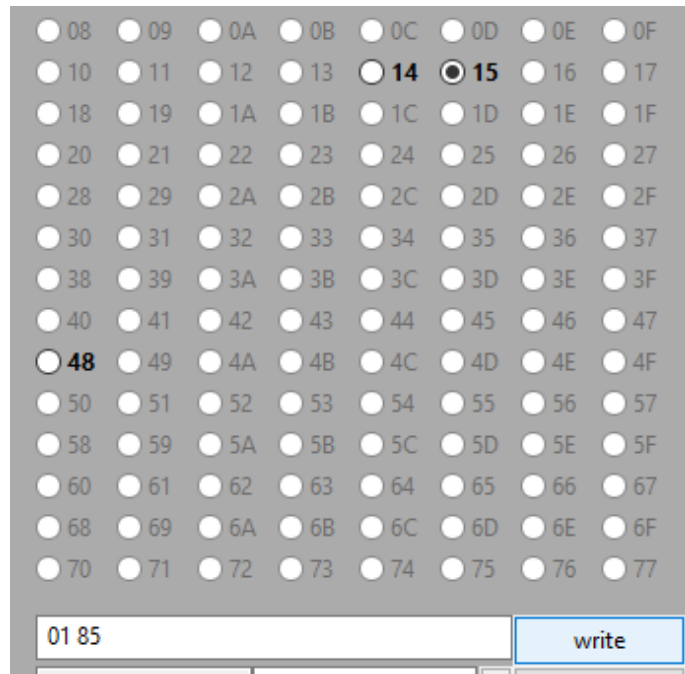 08 09 0A 0B 0C 0D 0E 0F
10 11 12 13 14 15 16 17
18 19 1A 1B 1C 1D 1E 1F
20 21 22 23 24 25 26 27
28 29 2A 2B 2C 2D 2E 2F
30 31 32 33 34 35 36 37
38 39 3A 3B 3C 3D 3E 3F
40 41 42 43 44 45 46 47
48 49 4A 4B 4C 4D 4E 4F
50 51 52 53 54 55 56 57
58 59 5A 5B 5C 5D 5E 5F
60 61 62 63 64 65 66 67
68 69 6A 6B 6C 6D 6E 6F
70 71 72 73 74 75 76 77
01 85 write